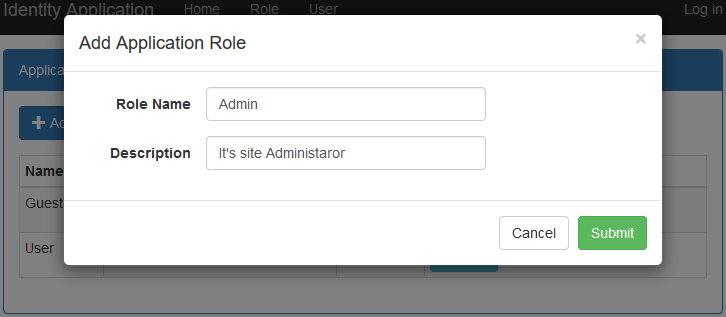 Identity Application Home Role User Log in
Add Application Role ×
Applica
Role Name Admin
Description It's site Administaror
Name
Guest
User
Cancel Submit